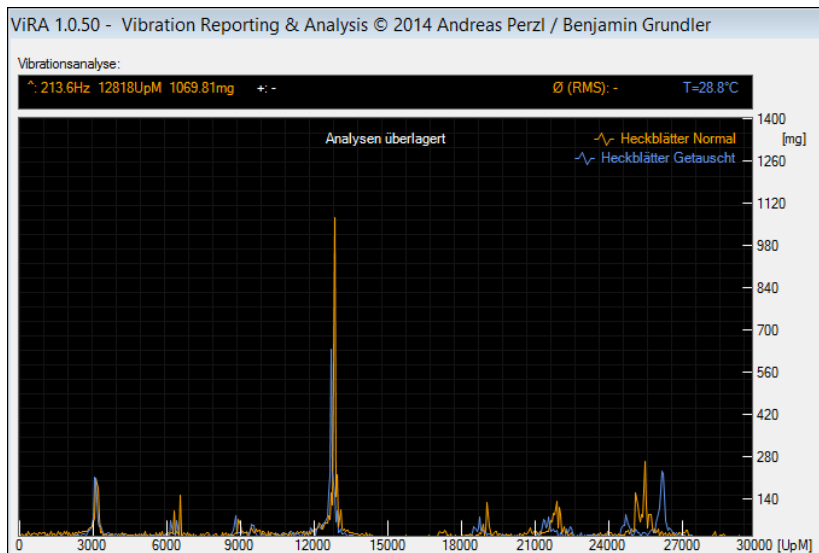 ViRA 1.0.50 - Vibration Reporting & Analysis © 2014 Andreas Perzl / Benjamin Grundler
Vibrationsanalyse:
^: 213.6Hz 12818UpM 1069.81mg +: - Ø (RMS): - T=28.8°C
Analysen überlagert
Heckblätter Normal
Heckblätter Getauscht
1400
[mg]
1260
1120
980
840
700
560
420
280
140
0 3000 6000 9000 12000 15000 18000 21000 24000 27000 30000 [UpM]